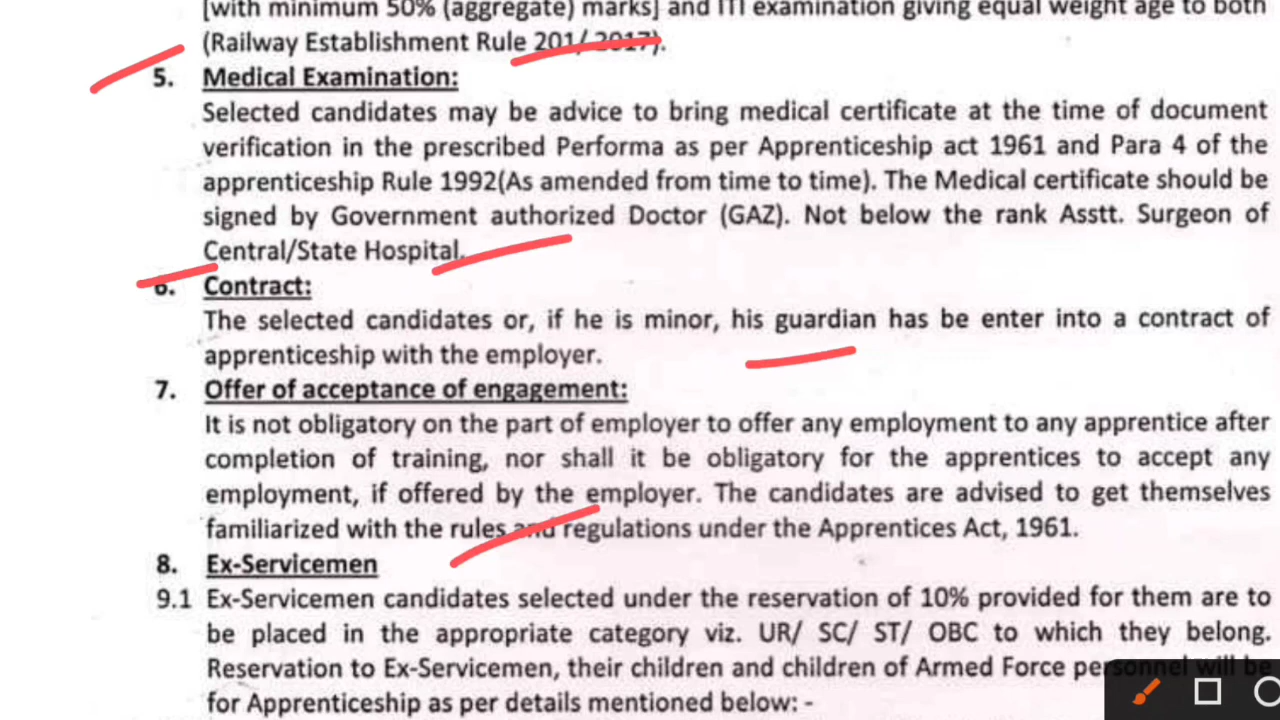 [with minimum 50% (aggregate) marks] and ITI examination giving equal weight age to both
(Railway Establishment Rule 201/ 2017).
5. Medical Examination:
Selected candidates may be advice to bring medical certificate at the time of document
verification in the prescribed Performa as per Apprenticeship act 1961 and Para 4 of the
apprenticeship Rule 1992(As amended from time to time). The Medical certificate should be
signed by Government authorized Doctor (GAZ). Not below the rank Asstt. Surgeon of
Central/State Hospital.
6. Contract:
The selected candidates or, if he is minor, his guardian has be enter into a contract of
apprenticeship with the employer.
7. Offer of acceptance of engagement:
It is not obligatory on the part of employer to offer any employment to any apprentice after
completion of training, nor shall it be obligatory for the apprentices to accept any
employment, if offered by the employer. The candidates are advised to get themselves
familiarized with the rules and regulations under the Apprentices Act, 1961.
8. Ex-Servicemen
9.1 Ex-Servicemen candidates selected under the reservation of 10% provided for them are to
be placed in the appropriate category viz. UR/ SC/ ST/ OBC to which they belong.
Reservation to Ex-Servicemen, their children and children of Armed Force personnel will be
for Apprenticeship as per details mentioned below: -